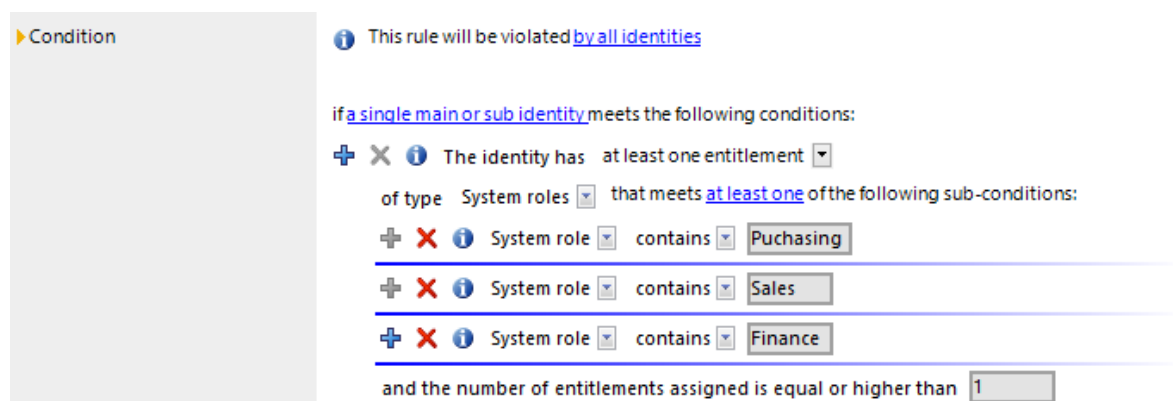 Condition
This rule will be violated by all identities
if a single main or sub identity meets the following conditions:
The identity has at least one entitlement
of type System roles that meets at least one of the following sub-conditions:
System role contains Puchasing
System role contains Sales
System role contains Finance
and the number of entitlements assigned is equal or higher than 1